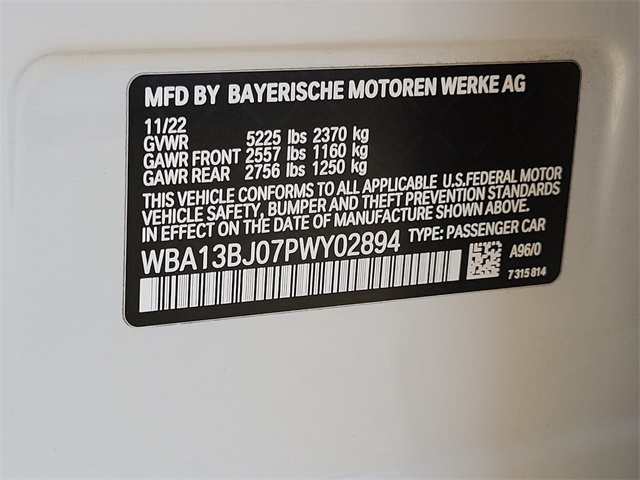 MFD BY BAYERISCHE MOTOREN WERKE AG
11/22
GVWR 5225 lbs 2370 kg
GAWR FRONT 2557 lbs 1160 kg
GAWR REAR 2756 lbs 1250 kg
THIS VEHICLE CONFORMS TO ALL APPLICABLE U.S.FEDERAL MOTOR
VEHICLE SAFETY, BUMPER AND THEFT PREVENTION STANDARDS
IN EFFECT ON THE DATE OF MANUFACTURE SHOWN ABOVE.
WBA13BJ07PWY02894 TYPE: PASSENGER CAR
A96/0
7 315 814